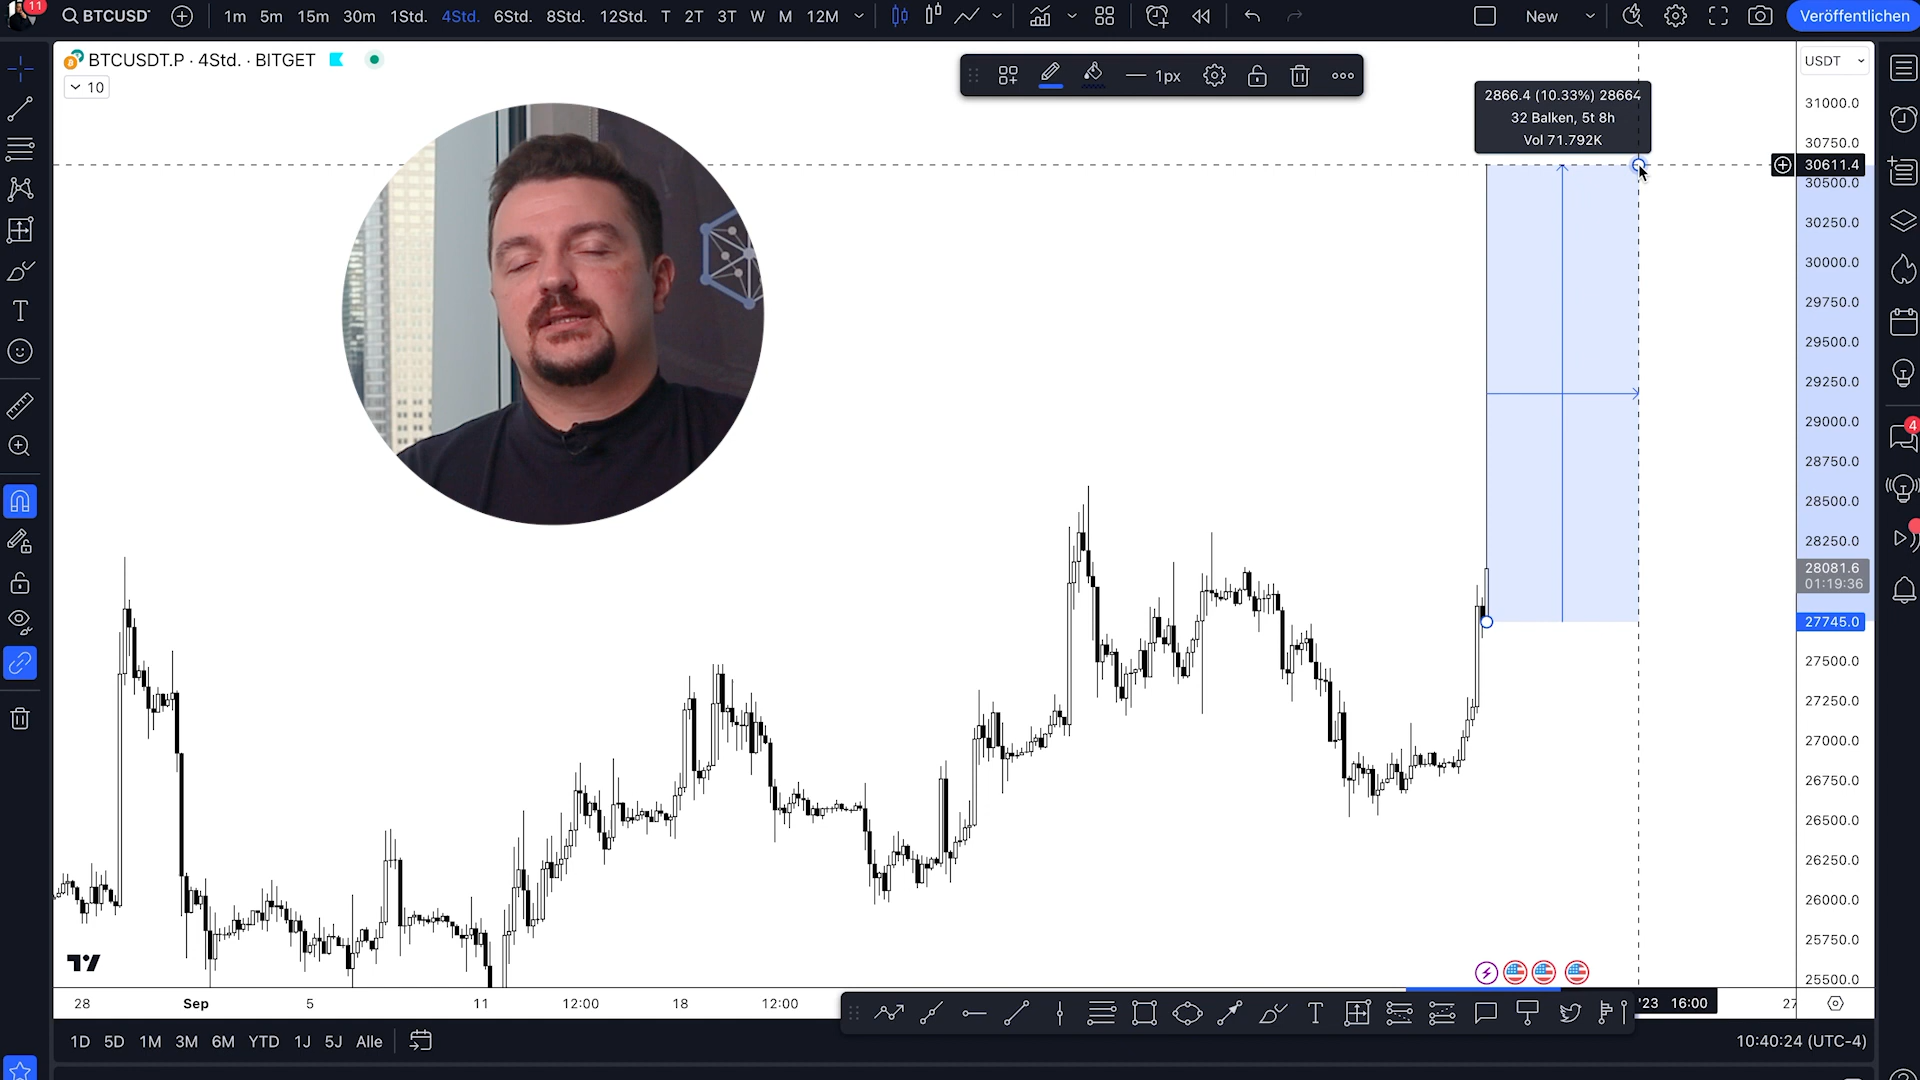 11
BTCUSD
1m 5m 15m 30m 1Std. 4Std. 6Std. 8Std. 12Std. T 2T 3T W M 12M
New
Veröffentlichen
BTCUSDT.P · 4Std. · BITGET
10
1px
USDT
2866.4 (10.33%) 28664
32 Balken, 5t 8h
Vol 71.792K
31000.0
30750.0
30611.4
30500.0
30250.0
30000.0
29750.0
29500.0
29250.0
29000.0
28750.0
28500.0
28250.0
28081.6
01:19:36
27745.0
27500.0
27250.0
27000.0
26750.0
26500.0
26250.0
26000.0
25750.0
25500.0
4
28 Sep 5 11 12:00 18 12:00 '23 16:00 27
1D 5D 1M 3M 6M YTD 1J 5J Alle
10:40:24 (UTC-4)